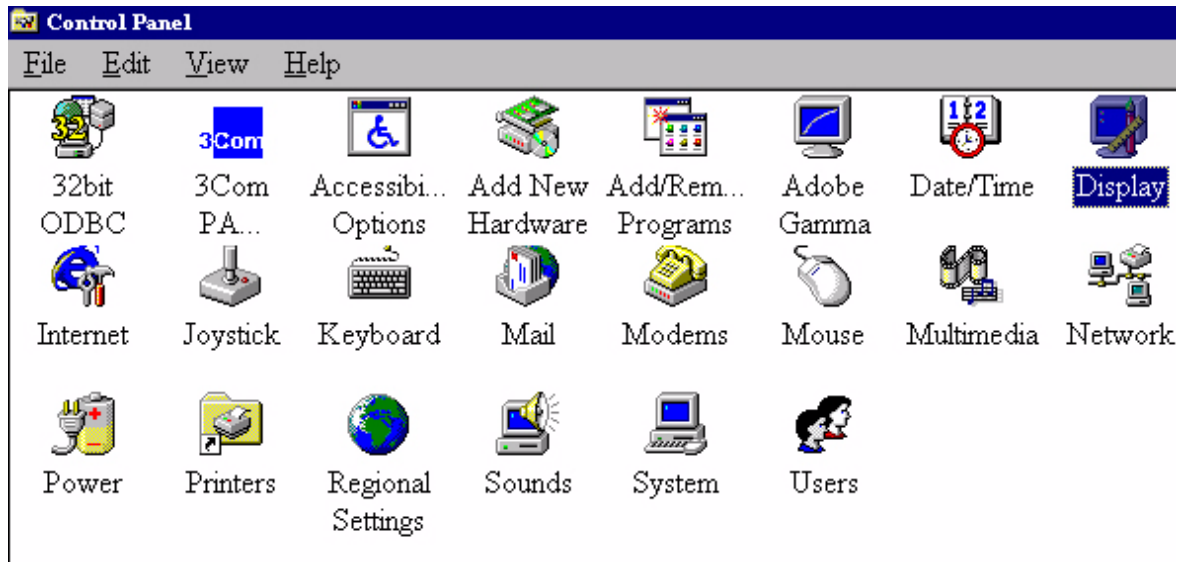 Control Panel
File Edit View Help
32 3Com 12
32bit 3Com Accessibi... Add New Add/Rem... Adobe Date/Time Display
ODBC PA... Options Hardware Programs Gamma
Internet Joystick Keyboard Mail Modems Mouse Multimedia Network
Power Printers Regional Sounds System Users
Settings